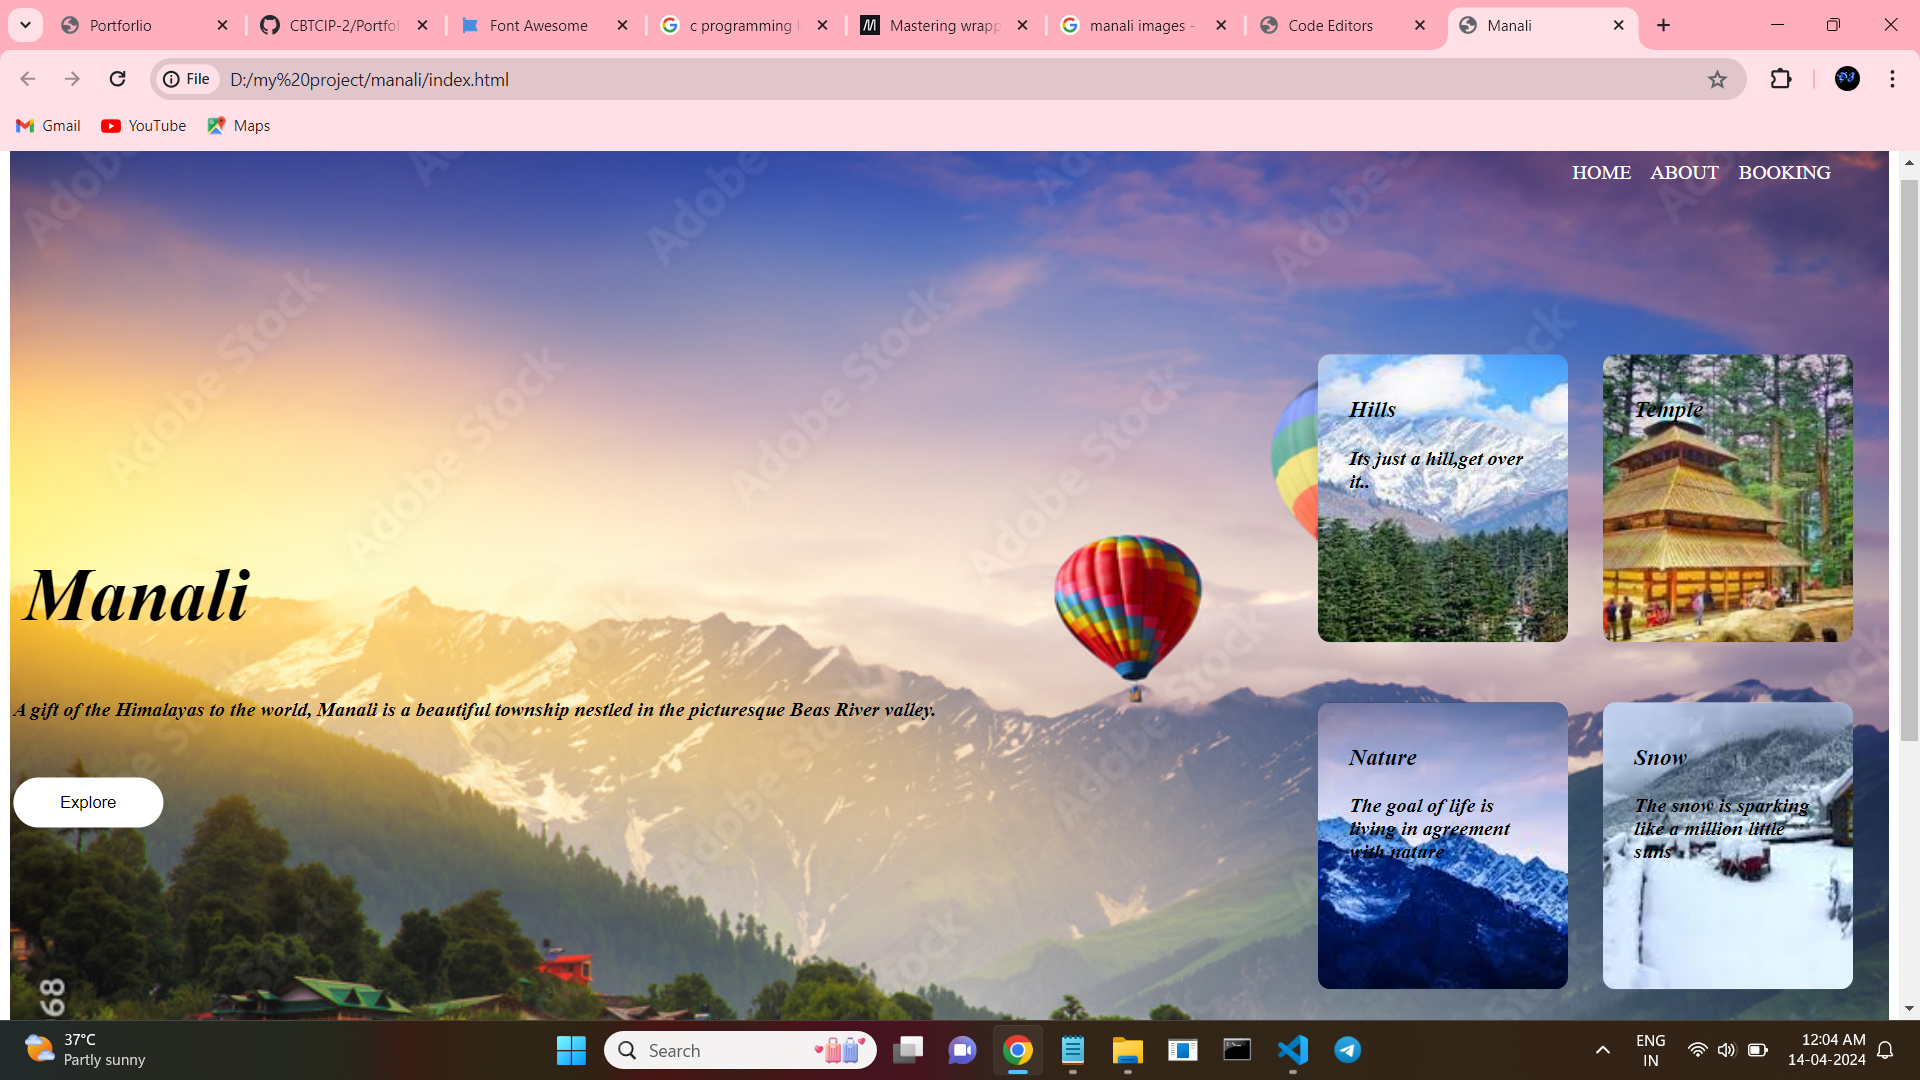 Portforlio
CBTCIP-2/Portfol
Font Awesome
c programming l
Mastering wrapp
manali images -
Code Editors
Manali
File
D:/my%20project/manali/index.html
Gmail
YouTube
Maps
HOME ABOUT BOOKING
Adobe Stock
Hills
Its just a hill,get over
it..
Temple
Manali
A gift of the Himalayas to the world, Manali is a beautiful township nestled in the picturesque Beas River valley.
Explore
Nature
The goal of life is
living in agreement
with nature
Snow
The snow is sparking
like a million little
suns
68
37°C
Partly sunny
Search
ENG
IN
12:04 AM
14-04-2024